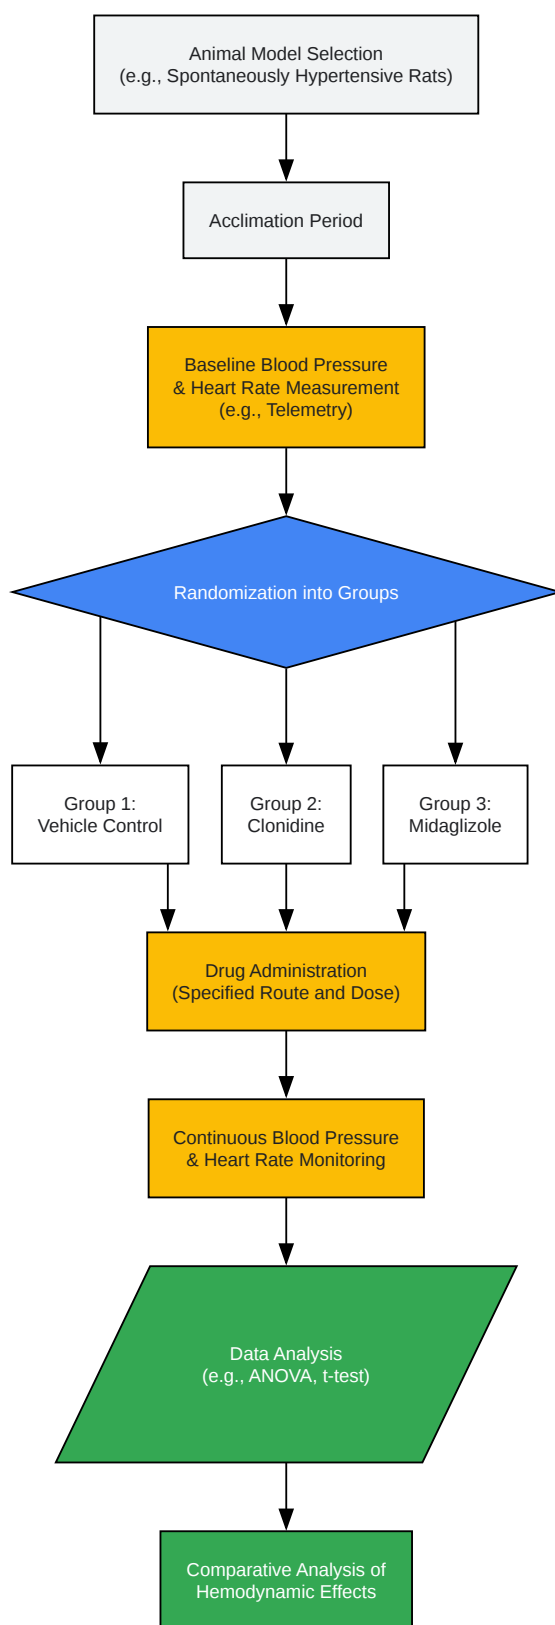 Animal Model Selection
(e.g., Spontaneously Hypertensive Rats)
Acclimation Period
Baseline Blood Pressure
& Heart Rate Measurement
(e.g., Telemetry)
Randomization into Groups
Group 1:
Vehicle Control
Group 2:
Clonidine
Group 3:
Midaglizole
Drug Administration
(Specified Route and Dose)
Continuous Blood Pressure
& Heart Rate Monitoring
Data Analysis
(e.g., ANOVA, t-test)
Comparative Analysis of
Hemodynamic Effects